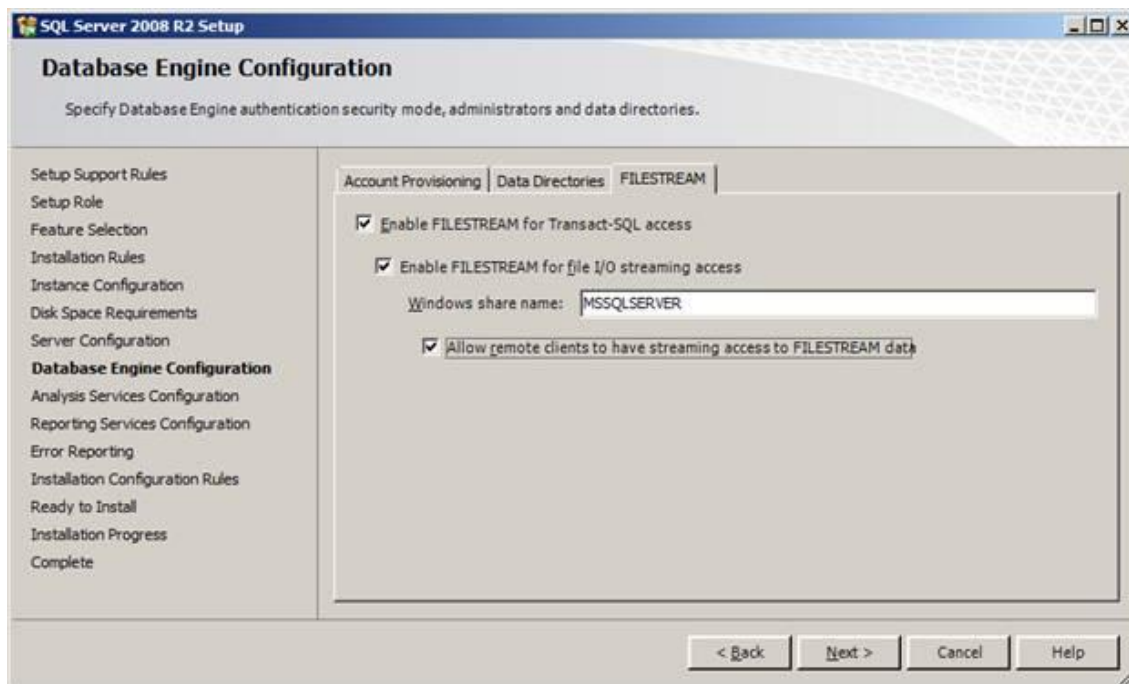 SQL Server 2008 R2 Setup
Database Engine Configuration
Specify Database Engine authentication security mode, administrators and data directories.
Setup Support Rules
Setup Role
Feature Selection
Installation Rules
Instance Configuration
Disk Space Requirements
Server Configuration
Database Engine Configuration
Analysis Services Configuration
Reporting Services Configuration
Error Reporting
Installation Configuration Rules
Ready to Install
Installation Progress
Complete
Account Provisioning Data Directories FILESTREAM
Enable FILESTREAM for Transact-SQL access
Enable FILESTREAM for file I/O streaming access
Windows share name: MSSQLSERVER
Allow remote clients to have streaming access to FILESTREAM data
< Back Next > Cancel Help